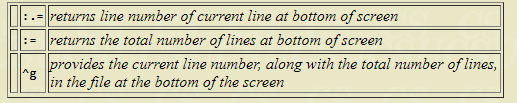 :.= returns line number of current line at bottom of screen
:= returns the total number of lines at bottom of screen
^g provides the current line number, along with the total number of lines,
in the file at the bottom of the screen